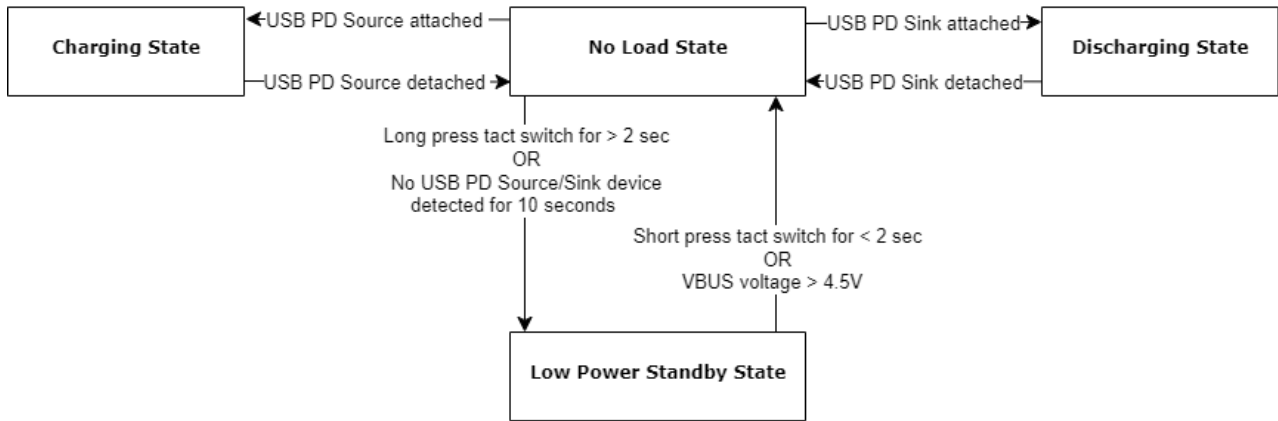 USB PD Source attached
USB PD Sink attached
Charging State
No Load State
Discharging State
USB PD Source detached
USB PD Sink detached
Long press tact switch for > 2 sec
OR
No USB PD Source/Sink device
detected for 10 seconds
Short press tact switch for < 2 sec
OR
VBUS voltage > 4.5V
Low Power Standby State